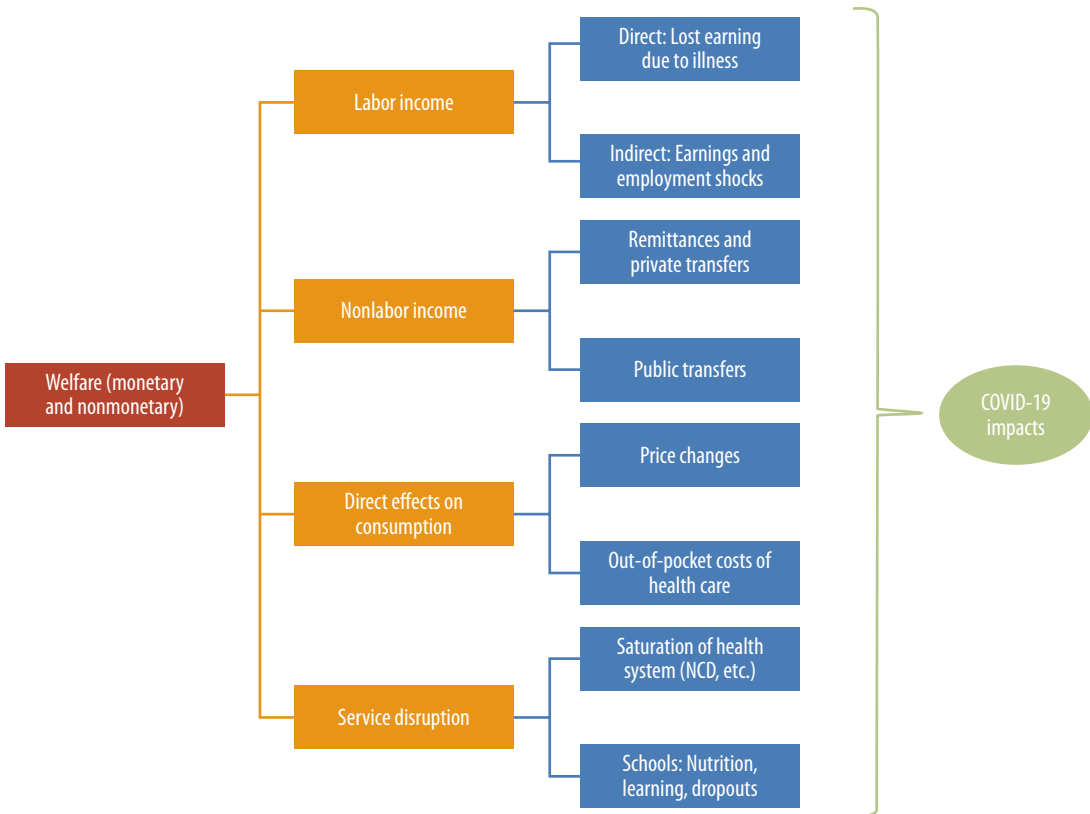 Welfare (monetary
and nonmonetary)
Labor income
Direct: Lost earning
due to illness
Indirect: Earnings and
employment shocks
Nonlabor income
Remittances and
private transfers
Public transfers
Direct effects on
consumption
Price changes
Out-of-pocket costs of
health care
Service disruption
Saturation of health
system (NCD, etc.)
Schools: Nutrition,
learning, dropouts
COVID-19
impacts